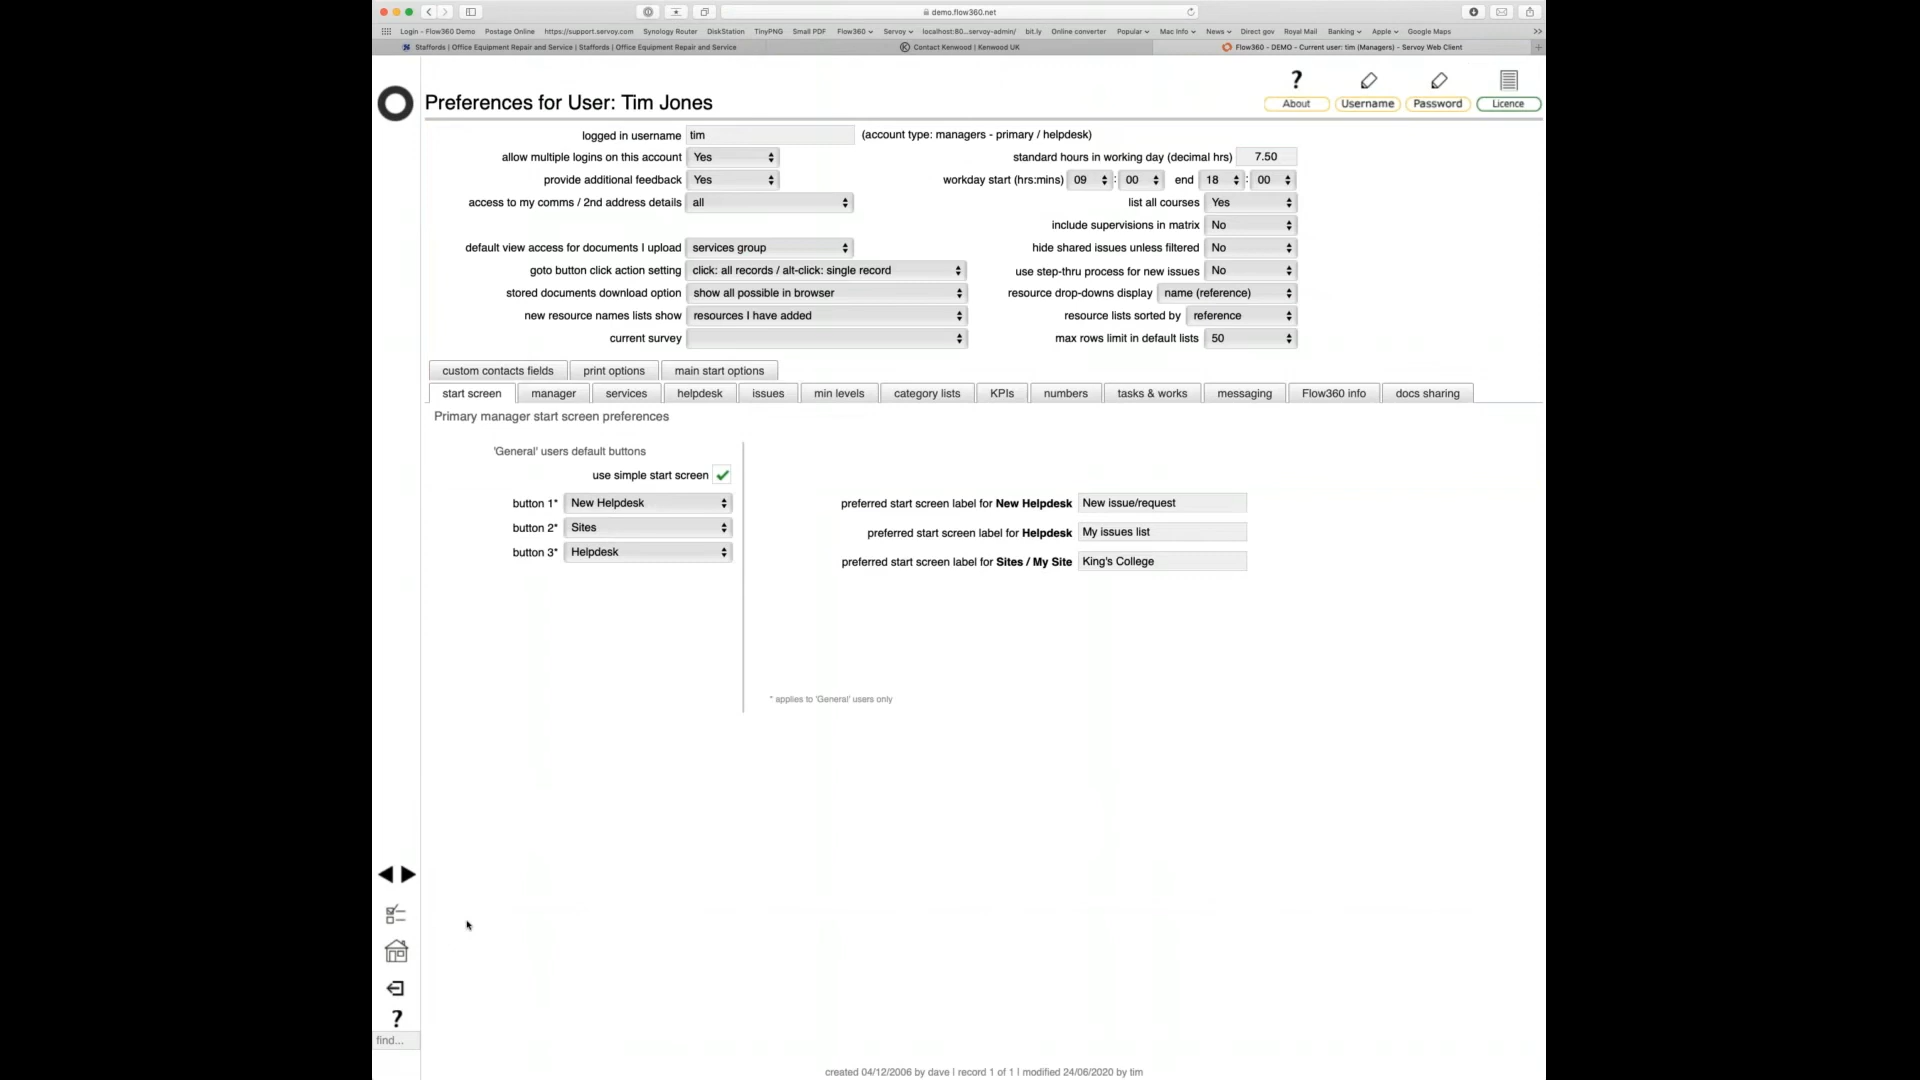 demo.flow360.net
Login - Flow360 Demo Postage Online https://support.servoy.com Synology Router DiskStation TinyPNG Small PDF Flow360 Servoy localhost:80...servoy-admin/ bit.ly Online converter Popular Mac Info News Direct gov Royal Mail Banking Apple Google Maps >>
Staffords | Office Equipment Repair and Service | Staffords | Office Equipment Repair and Service Contact Kenwood | Kenwood UK Flow360 - DEMO - Current user: tim (Managers) - Servoy Web Client +
Preferences for User: Tim Jones
? About Username Password Licence
logged in username tim (account type: managers - primary / helpdesk)
allow multiple logins on this account Yes standard hours in working day (decimal hrs) 7.50
provide additional feedback Yes workday start (hrs:mins) 09 : 00 end 18 : 00
access to my comms / 2nd address details all list all courses Yes
include supervisions in matrix No
default view access for documents I upload services group hide shared issues unless filtered No
goto button click action setting click: all records / alt-click: single record use step-thru process for new issues No
stored documents download option show all possible in browser resource drop-downs display name (reference)
new resource names lists show resources I have added resource lists sorted by reference
current survey max rows limit in default lists 50
custom contacts fields print options main start options
start screen manager services helpdesk issues min levels category lists KPIs numbers tasks & works messaging Flow360 info docs sharing
Primary manager start screen preferences
'General' users default buttons
use simple start screen
button 1* New Helpdesk preferred start screen label for New Helpdesk New issue/request
button 2* Sites preferred start screen label for Helpdesk My issues list
button 3* Helpdesk preferred start screen label for Sites / My Site King's College
* applies to 'General' users only
?
find...
created 04/12/2006 by dave | record 1 of 1 | modified 24/06/2020 by tim